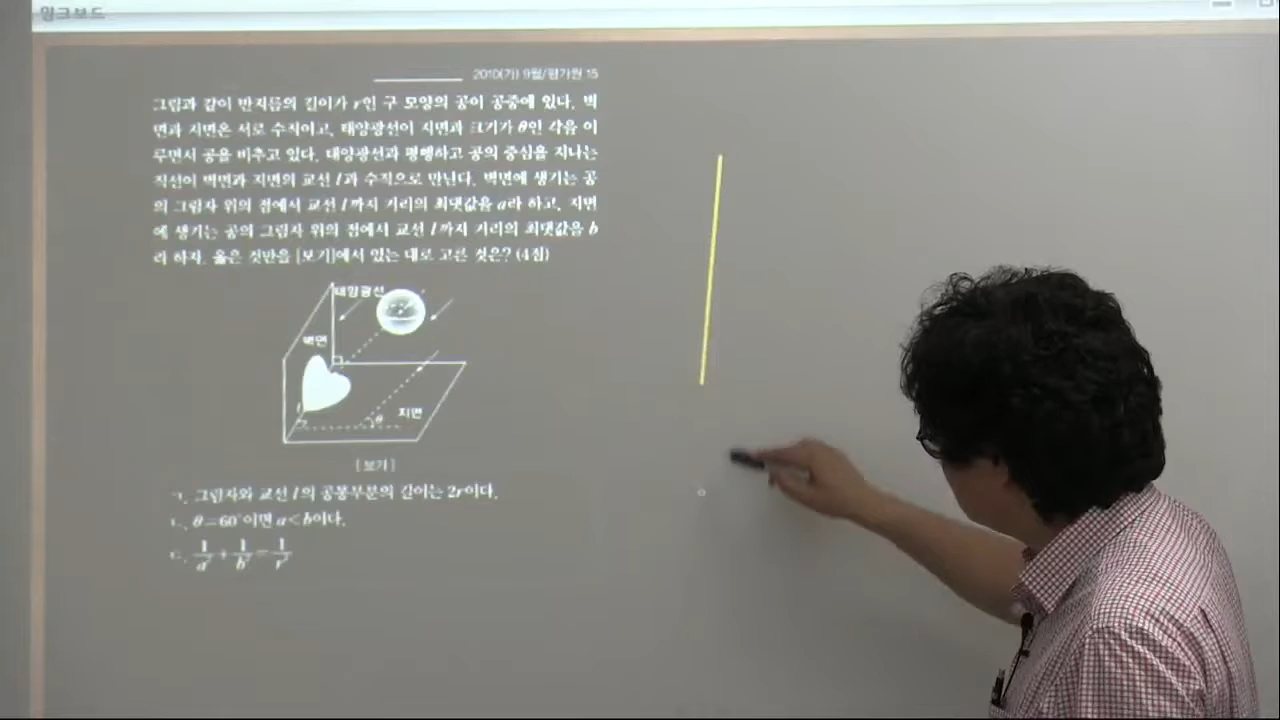 밍크보드
2010(가) 9월/평가원 15
그림과 같이 반지름의 길이가 r인 구 모양의 공이 공중에 있다. 벽
면과 지면은 서로 수직이고, 태양광선이 지면과 크기가 θ인 각을 이
루면서 공을 비추고 있다. 태양광선과 평행하고 공의 중심을 지나는
직선이 벽면과 지면의 교선 l과 수직으로 만난다. 벽면에 생기는 공
의 그림자 위의 점에서 교선 l까지 거리의 최댓값을 a라 하고, 지면
에 생기는 공의 그림자 위의 점에서 교선 l까지 거리의 최댓값을 b
라 하자. 옳은 것만을 [보기]에서 있는 대로 고른 것은? (4점)
태양광선
벽면
l
θ 지면
[보기]
ㄱ. 그림자와 교선 l의 공통부분의 길이는 2r이다.
ㄴ. θ=60°이면 a<b이다.
ㄷ. 1/a² + 1/b² = 1/r²